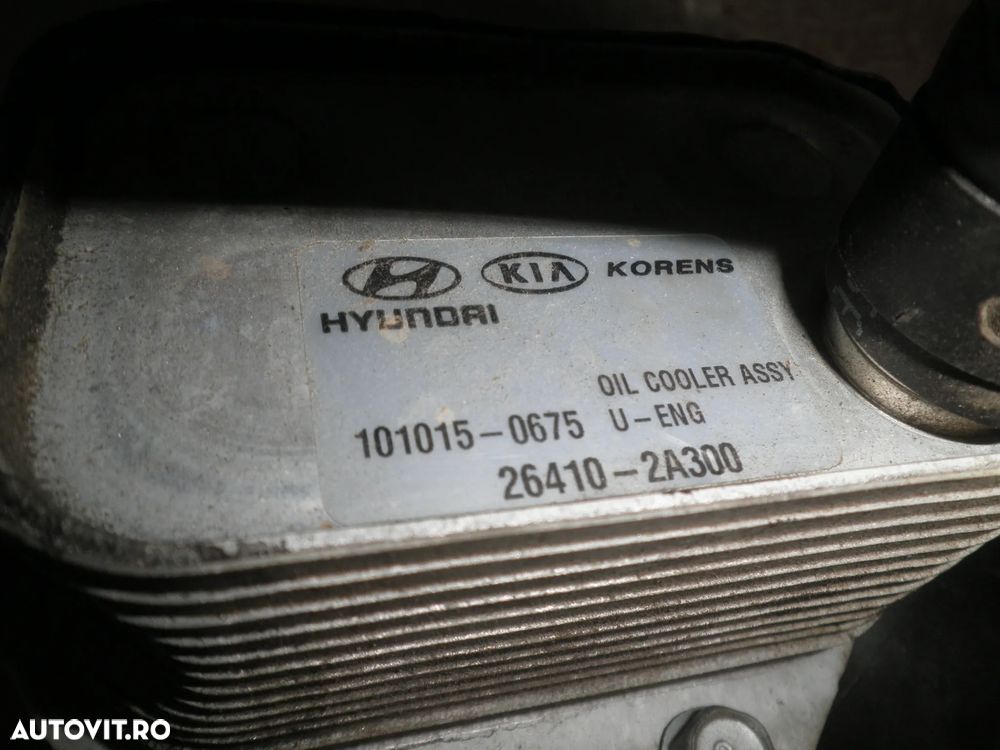 HYUNDAI KIA KORENS
OIL COOLER ASSY
101015-0675 U-ENG
26410-2A300
AUTOVIT.RO